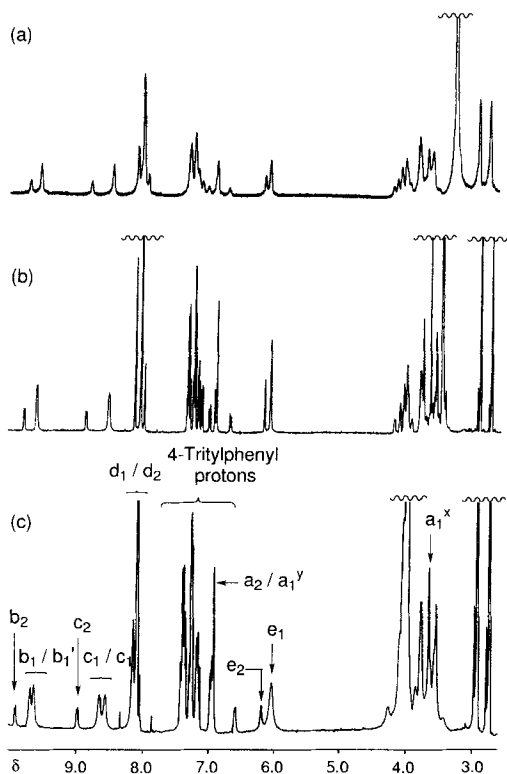 (a)
(b)
4-Tritylphenyl
protons
d₁ / d₂
(c)
a₁ˣ
a₂ / a₁ʸ
b₂
c₂
b₁ / b₁'
c₁ / c₁
e₁
e₂
δ 9.0 8.0 7.0 6.0 5.0 4.0 3.0